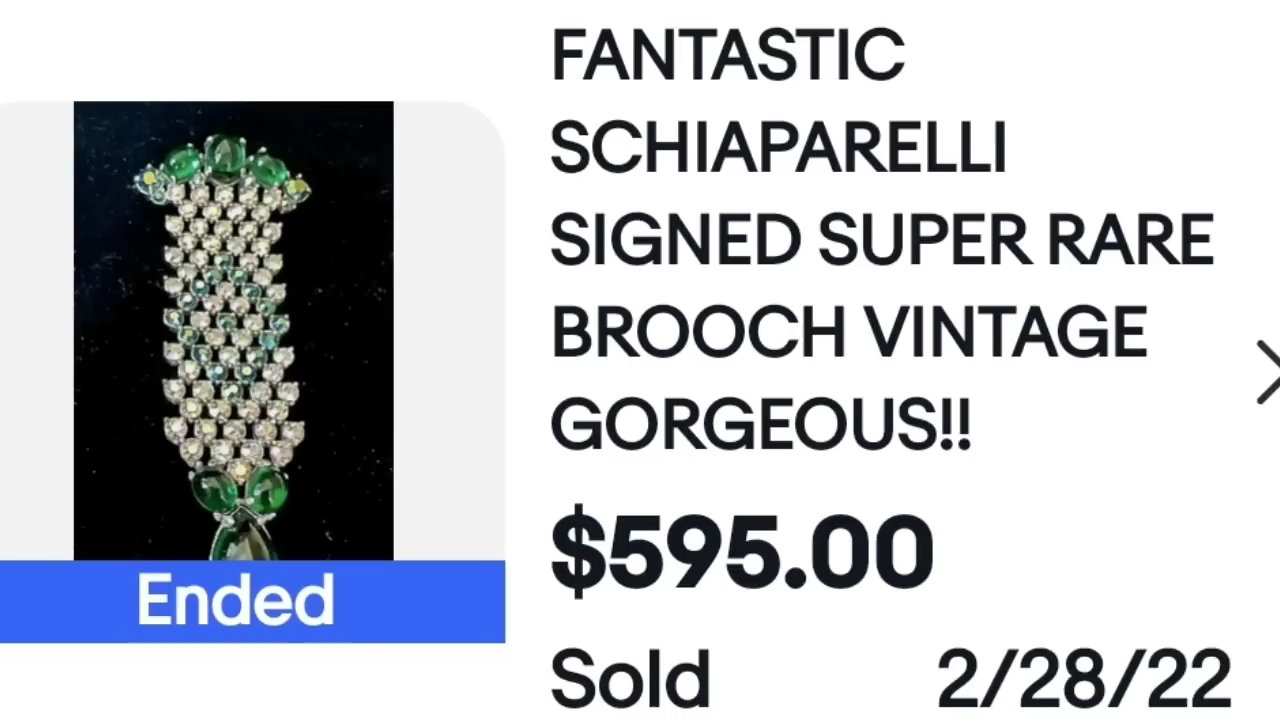 FANTASTIC
SCHIAPARELLI
SIGNED SUPER RARE
BROOCH VINTAGE
GORGEOUS!!
$595.00
Ended
Sold 2/28/22